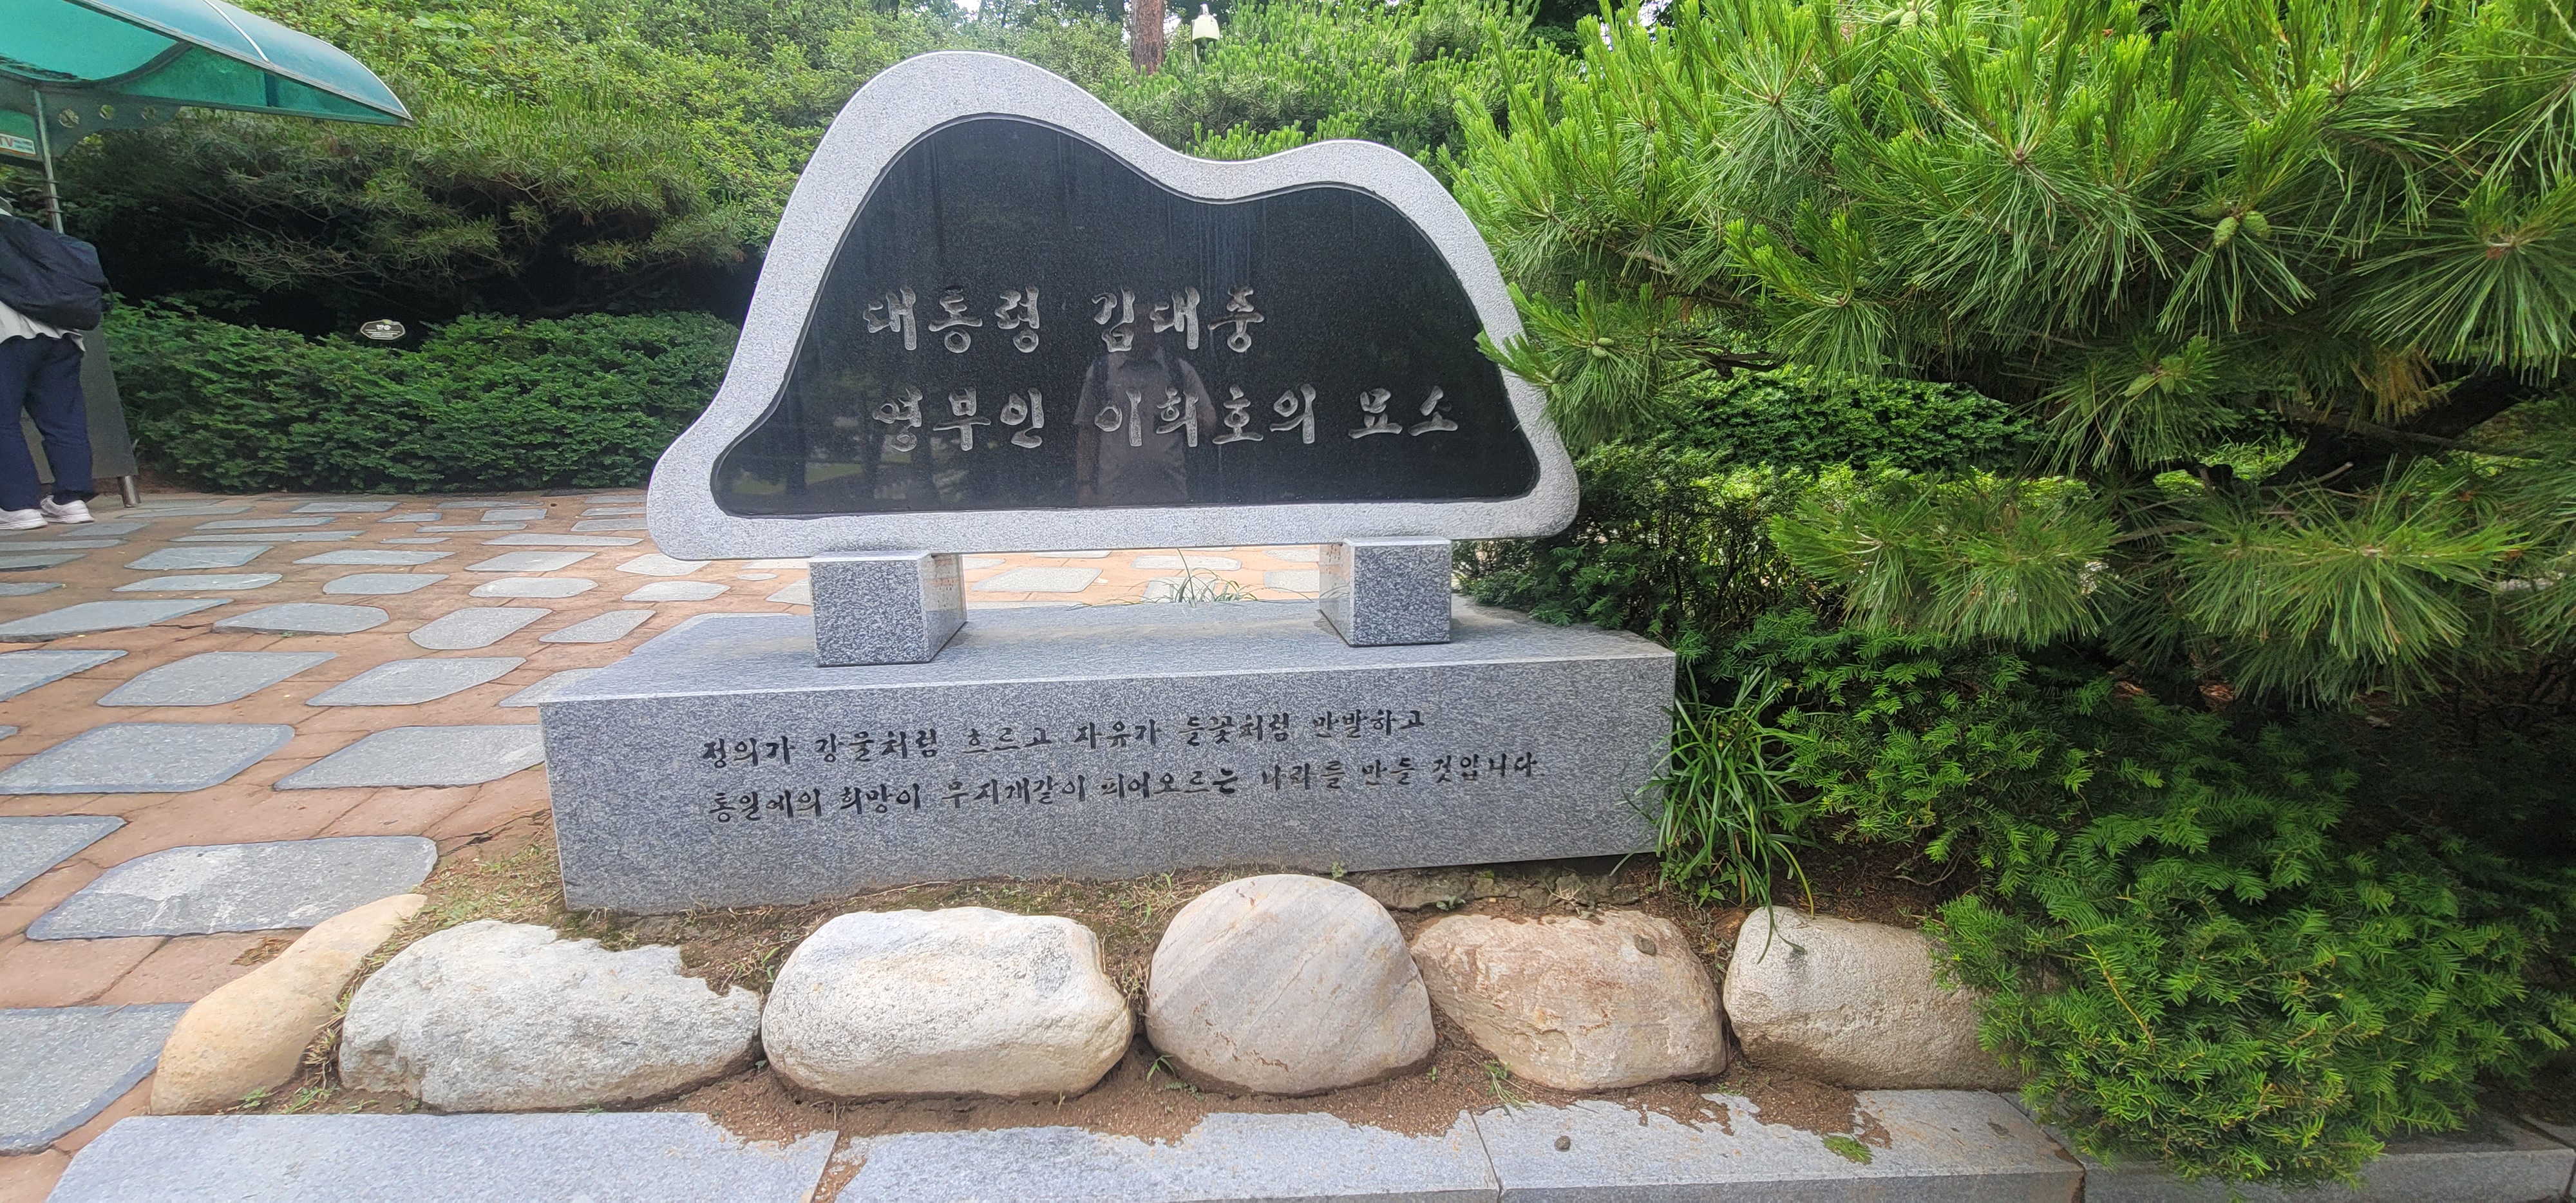 대통령 김대중
영부인 이희호의 묘소
정의가 강물처럼 흐르고 자유가 들꽃처럼 만발하고
통일에의 희망이 무지개같이 피어오르는 나라를 만들 것입니다